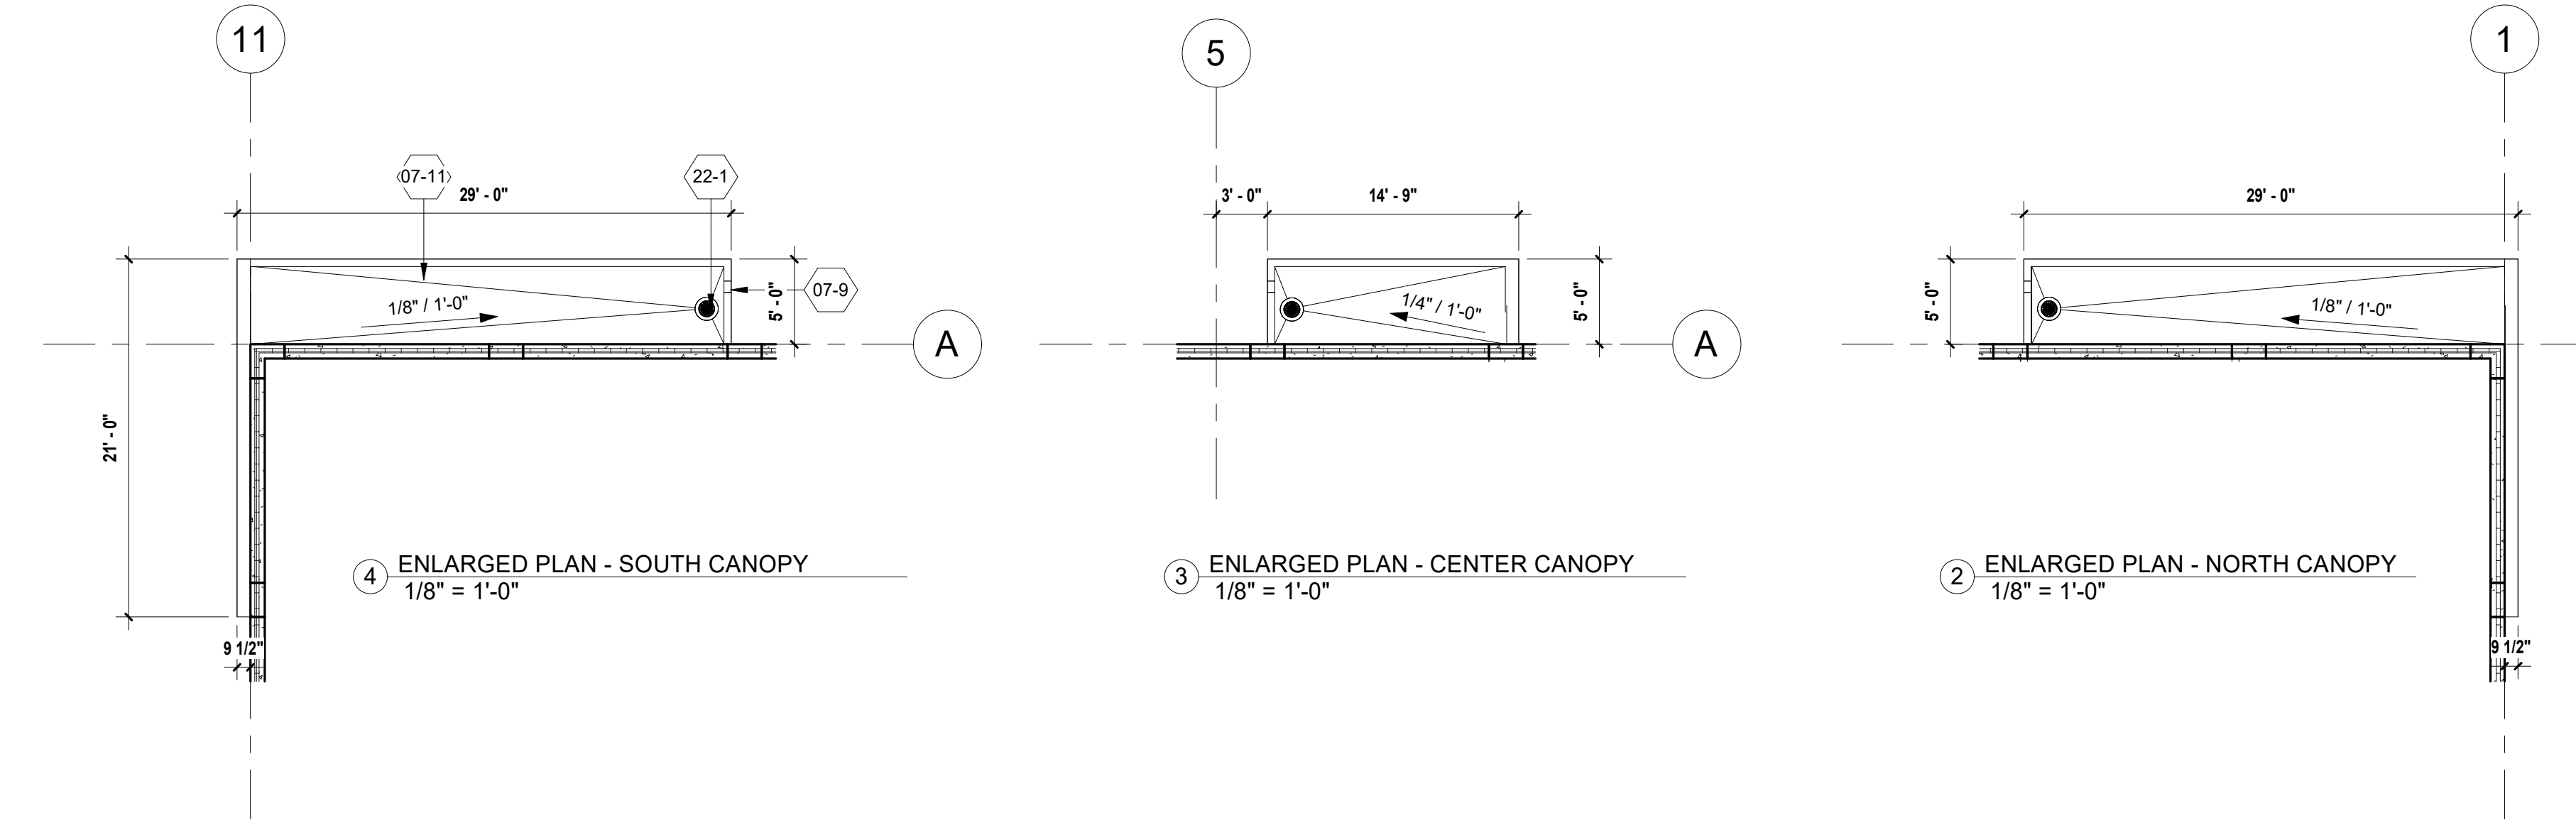 11
5
1
07-11
22-1
29' - 0"
3' - 0"
14' - 9"
29' - 0"
07-9
1/8" / 1'-0"
5' - 0"
1/4" / 1'-0"
5' - 0"
5' - 0"
1/8" / 1'-0"
A
A
21' - 0"
4 ENLARGED PLAN - SOUTH CANOPY
1/8" = 1'-0"
3 ENLARGED PLAN - CENTER CANOPY
1/8" = 1'-0"
2 ENLARGED PLAN - NORTH CANOPY
1/8" = 1'-0"
9 1/2"
9 1/2"